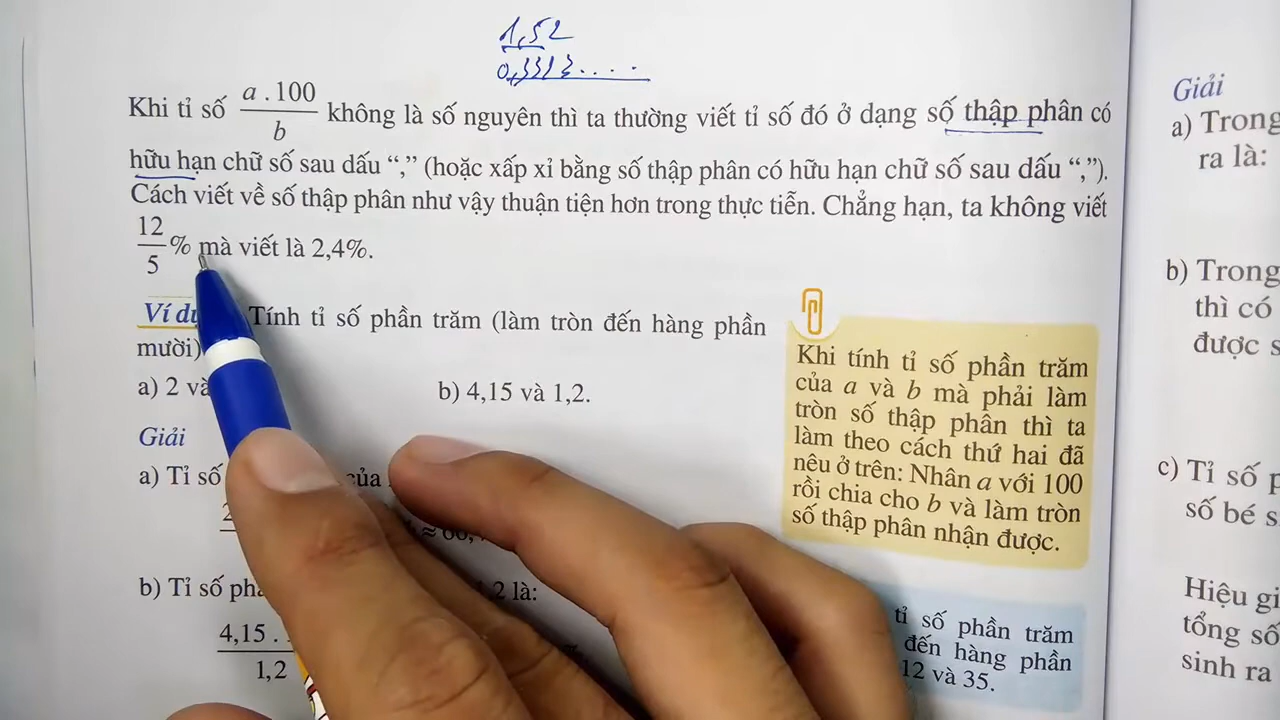 1,52
Khi tỉ số a . 100 / b không là số nguyên thì ta thường viết tỉ số đó ở dạng số thập phân có
hữu hạn chữ số sau dấu “,” (hoặc xấp xỉ bằng số thập phân có hữu hạn chữ số sau dấu “,”).
Cách viết về số thập phân như vậy thuận tiện hơn trong thực tiễn. Chẳng hạn, ta không viết
12/5 % mà viết là 2,4%.
Ví dụ Tính tỉ số phần trăm (làm tròn đến hàng phần
mười)
a) 2 và
b) 4,15 và 1,2.
Giải
a) Tỉ số của
b) Tỉ số 1,2 là:
4,15 .
1,2
Khi tính tỉ số phần trăm
của a và b mà phải làm
tròn số thập phân thì ta
làm theo cách thứ hai đã
nêu ở trên: Nhân a với 100
rồi chia cho b và làm tròn
số thập phân nhận được.
tỉ số phần trăm
đến hàng phần
12 và 35.
Giải
a) Trong
ra là:
b) Trong
thì có
được
c) Tỉ số
số bé
Hiệu
tổng số
sinh ra